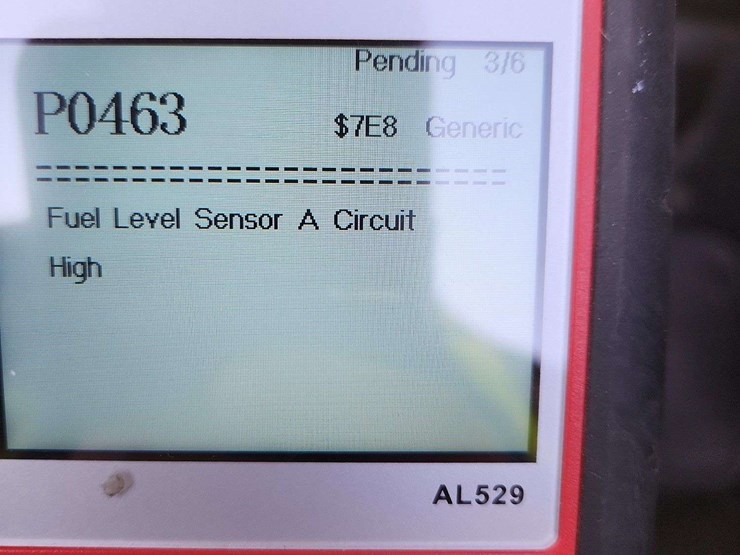 Pending 3/6
P0463 $7E8 Generic
================================
Fuel Level Sensor A Circuit
High
AL529